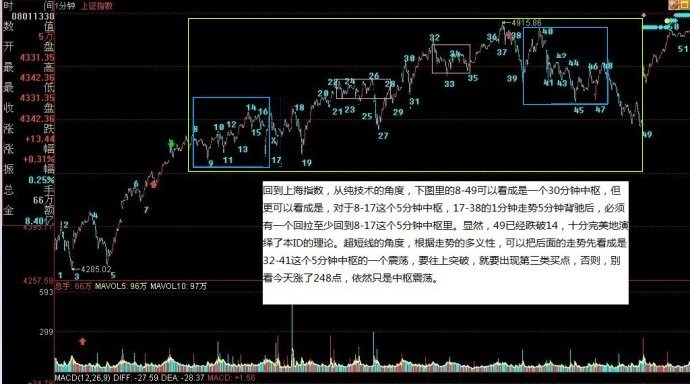 时 间 1分钟 上证指数
08011330
数 值
5万
开 盘
4331.35
最 高
4342.36
最 低
4331.35
收 盘
4342.36
涨 跌
+13.44
涨 幅
+0.31%
振 幅
0.25%
总 手
66万
金 额
8.40亿
4257.59
4915.86
4285.02
1 3 5 6 7 8 9 10 11 12 13 14 15 16 17 18 19 20 21 22 23 24 25 26 27 28 29 30 31 32 33 34 35 36 37 38 39 40 41 42 43 44 45 46 47 48 49 51
回到上海指数，从纯技术的角度，下图里的8-49可以看成是一个30分钟中枢，但
更可以看成是，对于8-17这个5分钟中枢，17-38的1分钟走势5分钟背驰后，必须
有一个回拉至少回到8-17这个5分钟中枢里。显然，49已经跌破14，十分完美地演
绎了本ID的理论。超短线的角度，根据走势的多义性，可以把后面的走势先看成是
32-41这个5分钟中枢的一个震荡，要往上突破，就要出现第三类买点，否则，别
看今天涨了248点，依然只是中枢震荡。
总手: 66万 MAVOL5: 96万 MAVOL10: 97万
593
299
MACD(12,26,9) DIFF: -27.59 DEA: -28.37 MACD: +1.56